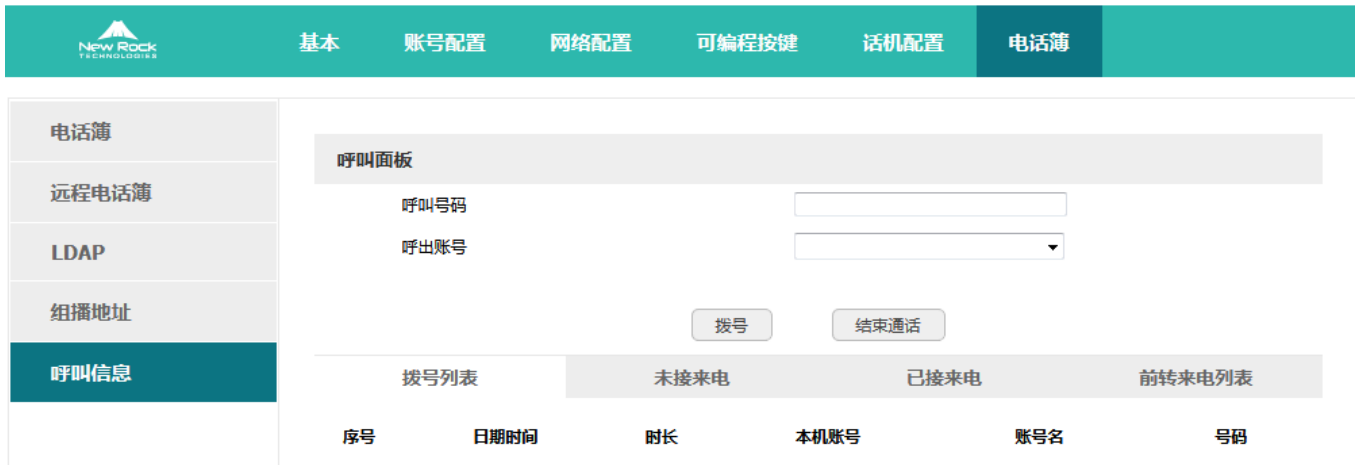 New Rock
TECHNOLOGIES
基本 账号配置 网络配置 可编程按键 话机配置 电话簿
电话簿
远程电话簿
LDAP
组播地址
呼叫信息
呼叫面板
呼叫号码
呼出账号
拨号 结束通话
拨号列表 未接来电 已接来电 前转来电列表
序号 日期时间 时长 本机账号 账号名 号码